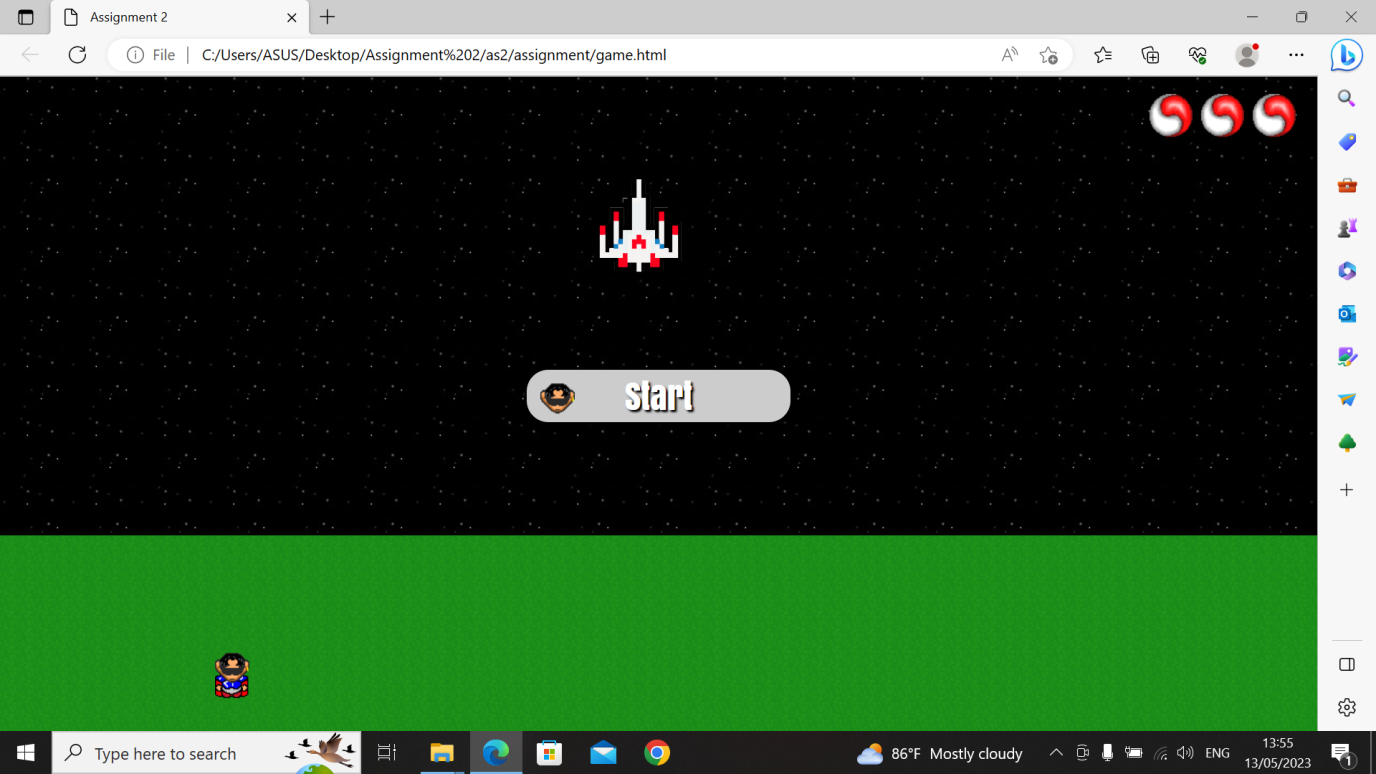 Assignment 2
File
C:/Users/ASUS/Desktop/Assignment%202/as2/assignment/game.html
Start
Type here to search
86°F Mostly cloudy
ENG
13:55
13/05/2023
1